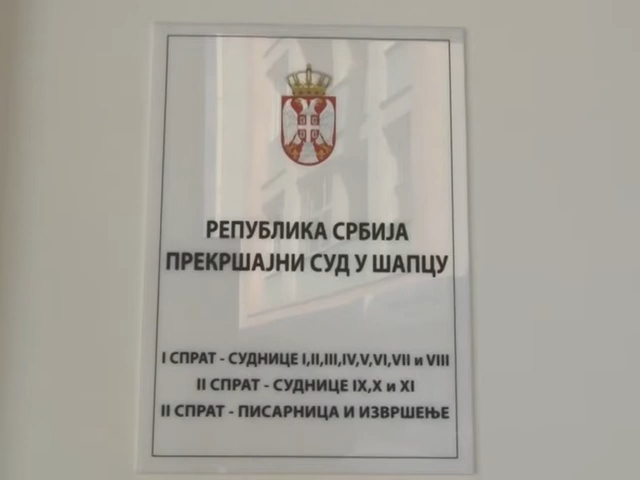 РЕПУБЛИКА СРБИЈА
ПРЕКРШАЈНИ СУД У ШАПЦУ
I СПРАТ - СУДНИЦЕ I,II,III,IV,V,VI,VII и VIII
II СПРАТ - СУДНИЦЕ IX,X и XI
II СПРАТ - ПИСАРНИЦА И ИЗВРШЕЊЕ